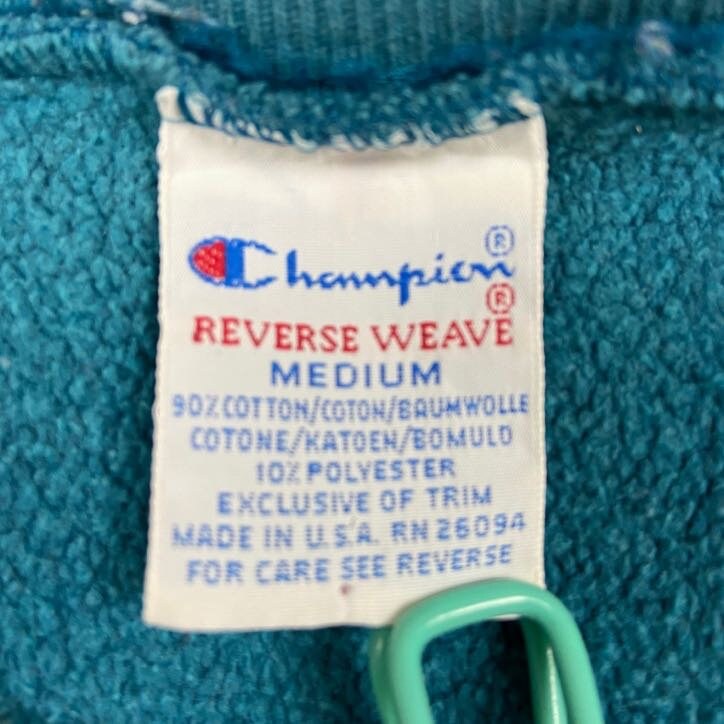 Champion®
REVERSE WEAVE®
MEDIUM
90% COTTON/COTON/BAUMWOLLE
COTONE/KATOEN/BOMULD
10% POLYESTER
EXCLUSIVE OF TRIM
MADE IN U.S.A. RN 26094
FOR CARE SEE REVERSE